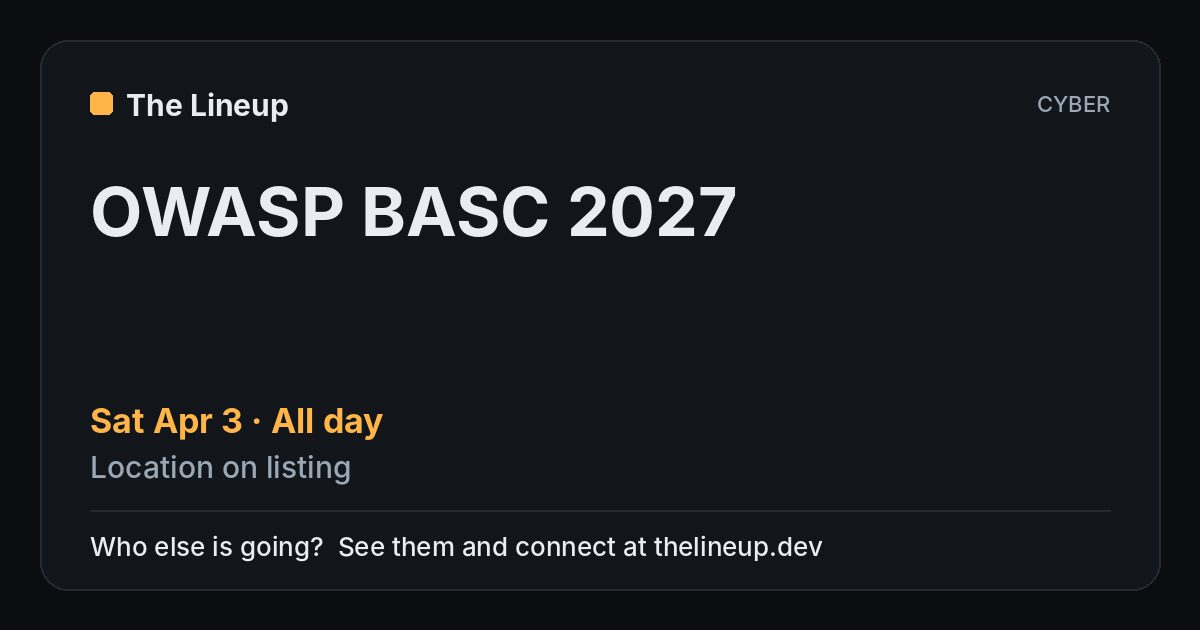 The Lineup
CYBER
OWASP BASC 2027
Sat Apr 3 · All day
Location on listing
Who else is going? See them and connect at thelineup.dev